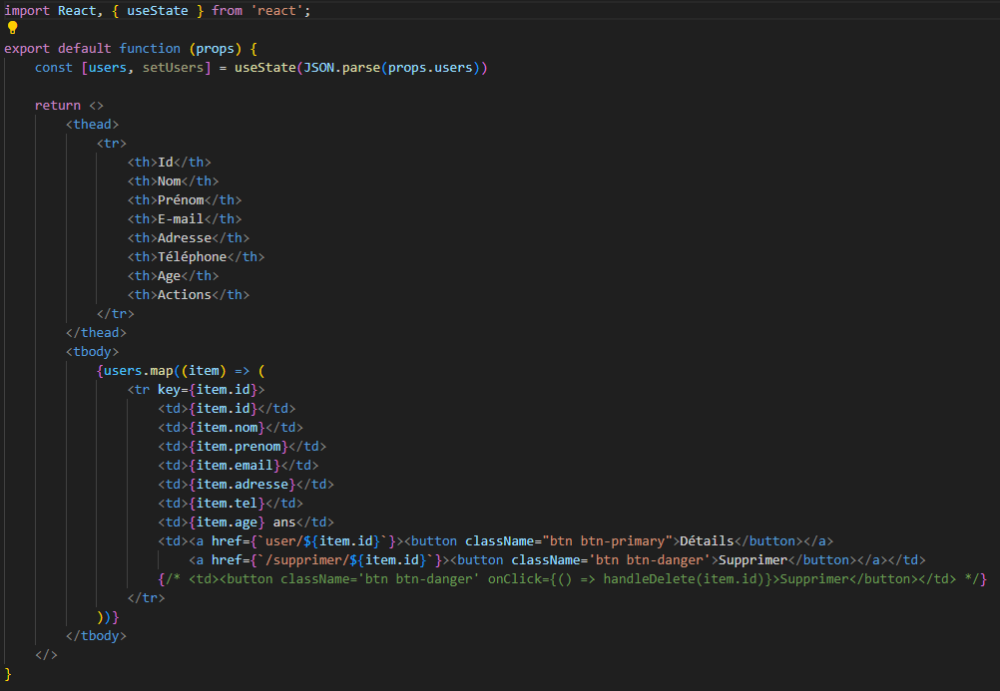 import React, { useState } from 'react';
export default function (props) {
    const [users, setUsers] = useState(JSON.parse(props.users))
    return <>
        <thead>
            <tr>
                <th>Id</th>
                <th>Nom</th>
                <th>Prénom</th>
                <th>E-mail</th>
                <th>Adresse</th>
                <th>Téléphone</th>
                <th>Age</th>
                <th>Actions</th>
            </tr>
        </thead>
        <tbody>
            {users.map((item) => (
                <tr key={item.id}>
                    <td>{item.id}</td>
                    <td>{item.nom}</td>
                    <td>{item.prenom}</td>
                    <td>{item.email}</td>
                    <td>{item.adresse}</td>
                    <td>{item.tel}</td>
                    <td>{item.age} ans</td>
                    <td><a href={`user/${item.id}`}><button className="btn btn-primary">Détails</button></a>
                        <a href={`/supprimer/${item.id}`}><button className='btn btn-danger'>Supprimer</button></a></td>
                    {/* <td><button className='btn btn-danger' onClick={() => handleDelete(item.id)}>Supprimer</button></td> */}
                </tr>
            ))}
        </tbody>
    </>
}